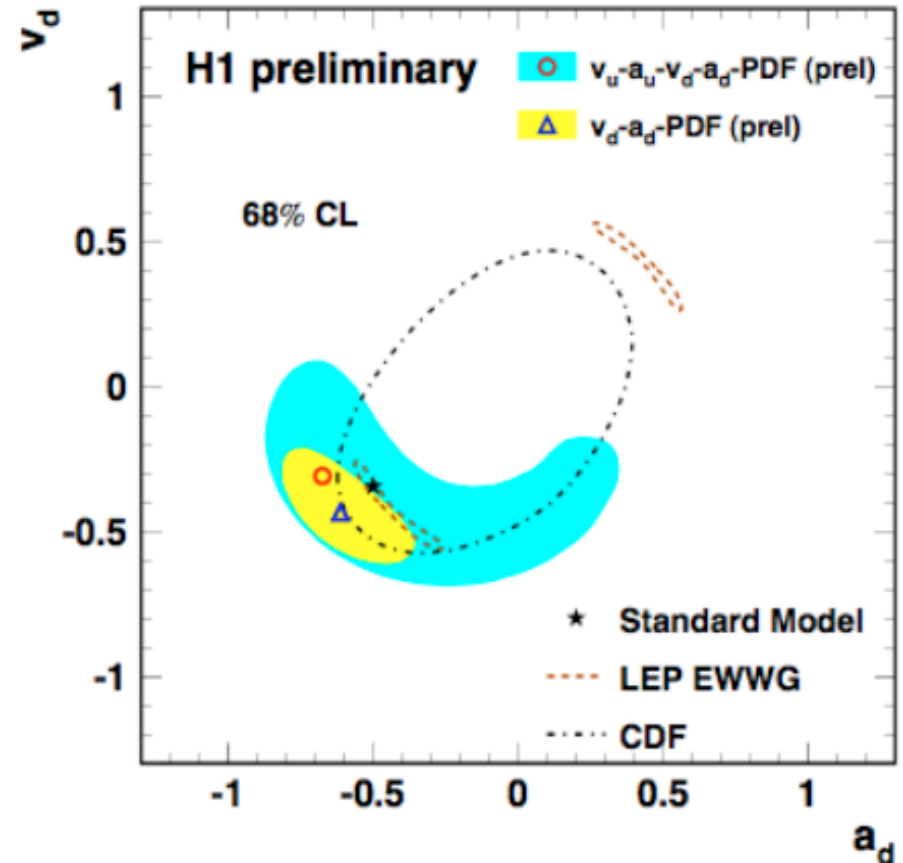 v_d
H1 preliminary
v_u-a_u-v_d-a_d-PDF (prel)
v_d-a_d-PDF (prel)
68% CL
1
0.5
0
-0.5
-1
Standard Model
LEP EWWG
CDF
-1 -0.5 0 0.5 1
a_d